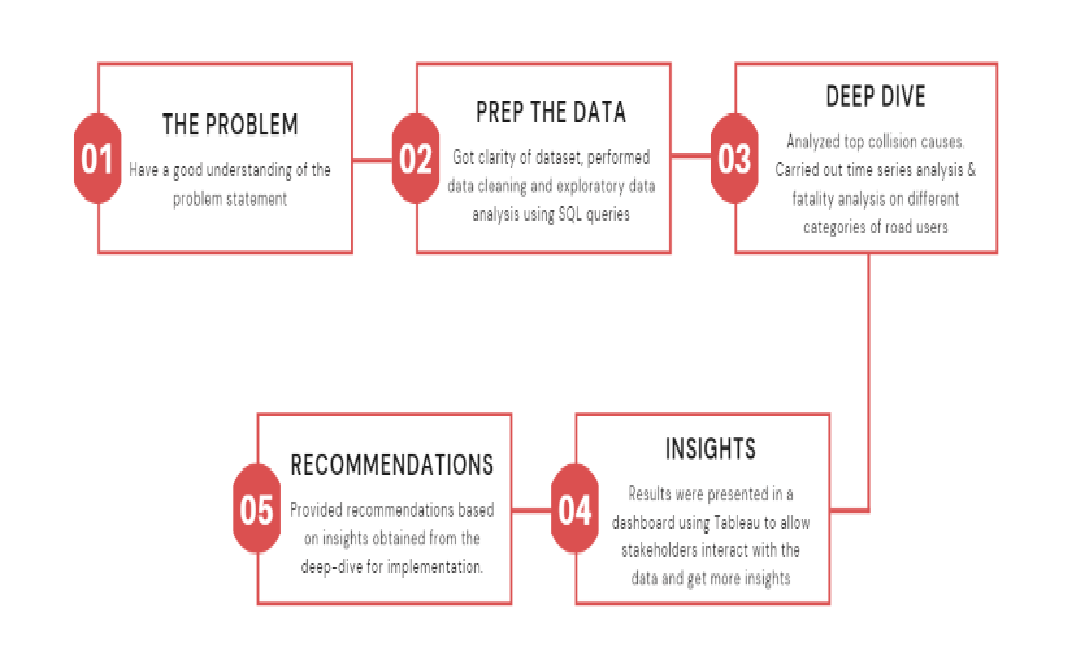 01
THE PROBLEM
Have a good understanding of the
problem statement
02
PREP THE DATA
Got clarity of dataset, performed
data cleaning and exploratory data
analysis using SQL queries
03
DEEP DIVE
Analyzed top collision causes.
Carried out time series analysis &
fatality analysis on different
categories of road users
04
INSIGHTS
Results were presented in a
dashboard using Tableau to allow
stakeholders interact with the
data and get more insights
05
RECOMMENDATIONS
Provided recommendations based
on insights obtained from the
deep-dive for implementation.